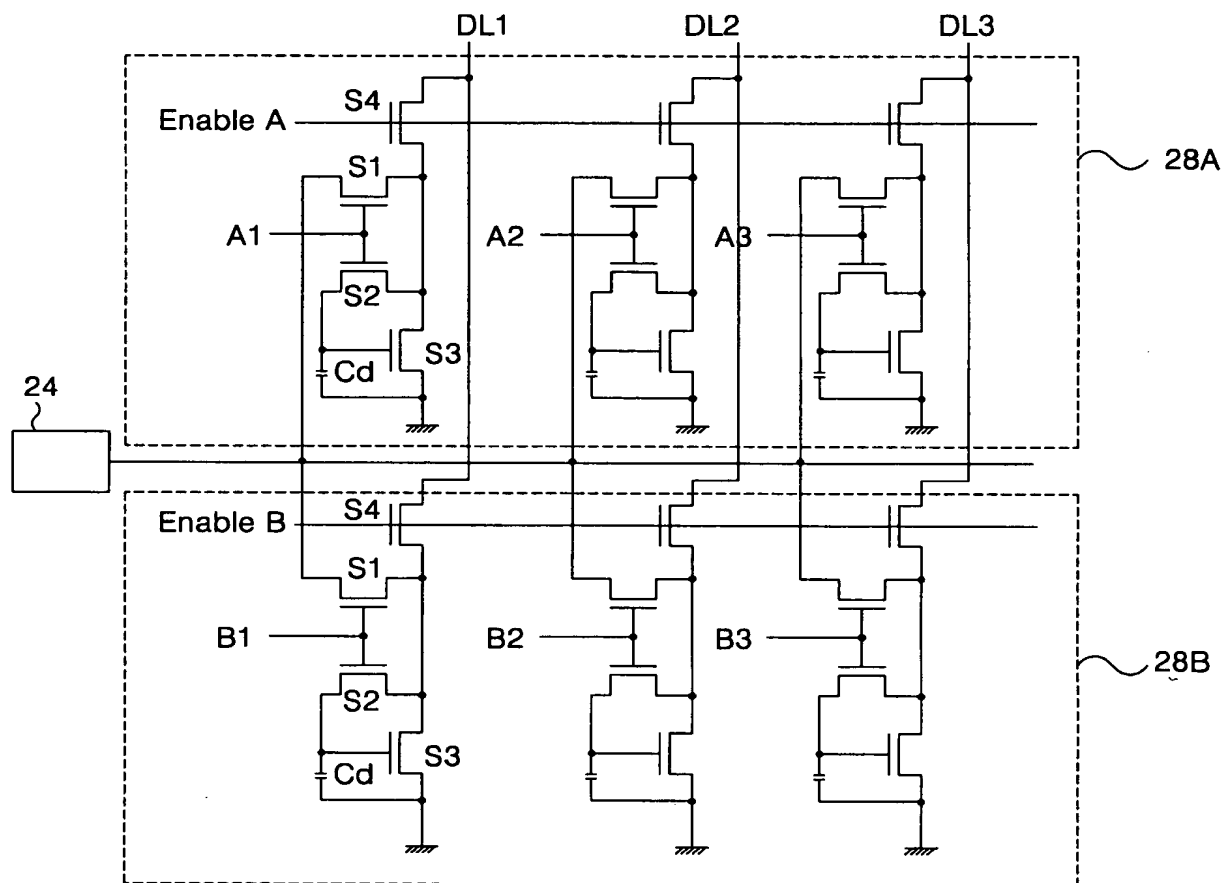 DL1 DL2 DL3
S4
Enable A
28A
S1
A1 A2 A3
S2
S3
Cd
24
S4
Enable B
S1
B1 B2 B3
28B
S2
S3
Cd